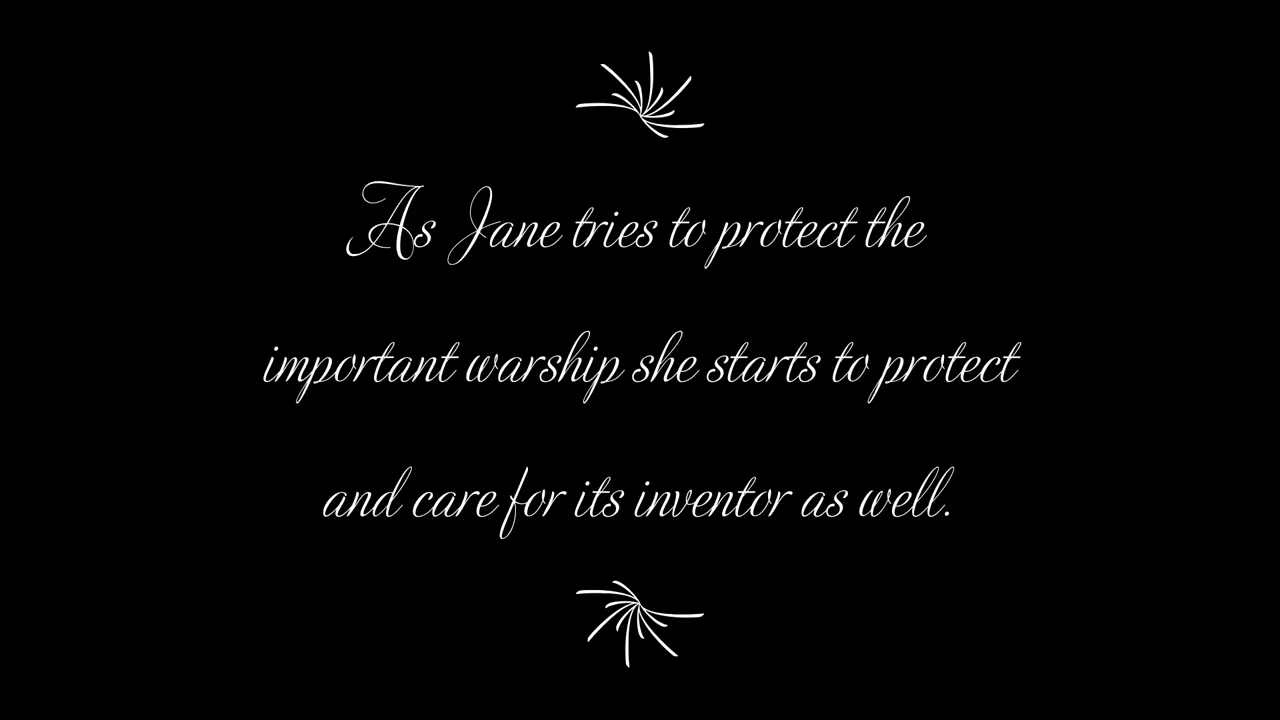 As Jane tries to protect the
important warship she starts to protect
and care for its inventor as well.